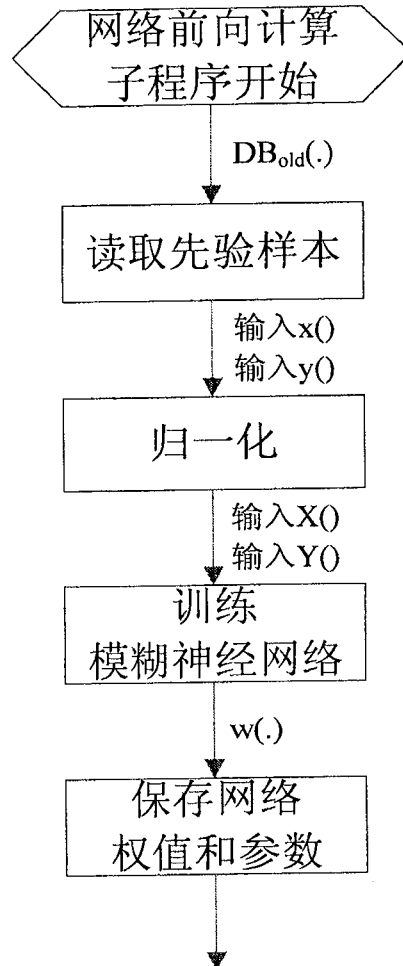 网络前向计算
子程序开始
DBold(.)
读取先验样本
输入x()
输入y()
归一化
输入X()
输入Y()
训练
模糊神经网络
w(.)
保存网络
权值和参数